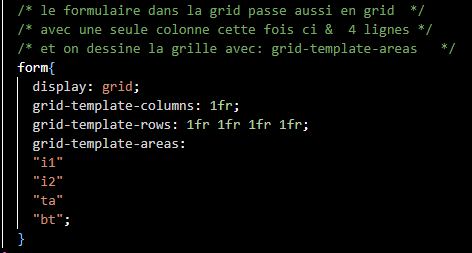 /* le formulaire dans la grid passe aussi en grid  */
/* avec une seule colonne cette fois ci &  4 lignes */
/* et on dessine la grille avec: grid-template-areas   */
form{
  display: grid;
  grid-template-columns: 1fr;
  grid-template-rows: 1fr 1fr 1fr 1fr;
  grid-template-areas:
  "i1"
  "i2"
  "ta"
  "bt";
}